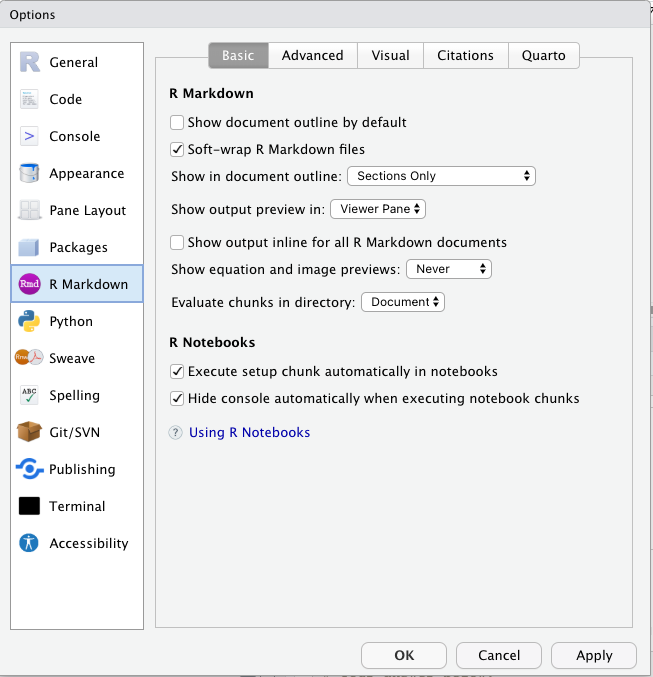 Options
General
Code
Console
Appearance
Pane Layout
Packages
R Markdown
Python
Sweave
Spelling
Git/SVN
Publishing
Terminal
Accessibility
Basic Advanced Visual Citations Quarto
R Markdown
Show document outline by default
Soft-wrap R Markdown files
Show in document outline: Sections Only
Show output preview in: Viewer Pane
Show output inline for all R Markdown documents
Show equation and image previews: Never
Evaluate chunks in directory: Document
R Notebooks
Execute setup chunk automatically in notebooks
Hide console automatically when executing notebook chunks
? Using R Notebooks
OK Cancel Apply